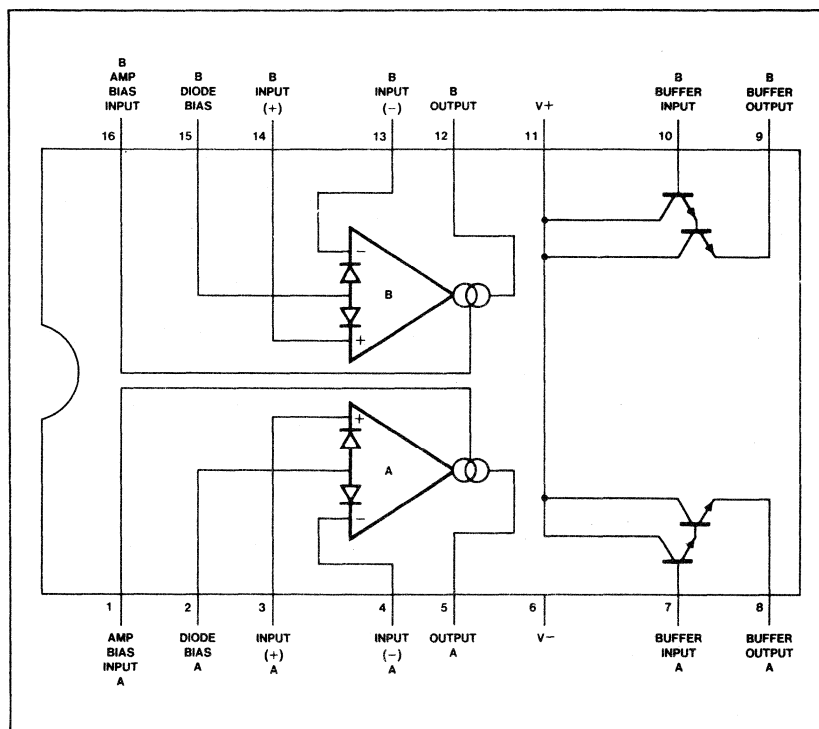 B
AMP
BIAS
INPUT
B
DIODE
BIAS
B
INPUT
(+)
B
INPUT
(−)
B
OUTPUT
V+
B
BUFFER
INPUT
B
BUFFER
OUTPUT
16
15
14
13
12
11
10
9
−
B
+
+
A
−
1
2
3
4
5
6
7
8
AMP
BIAS
INPUT
A
DIODE
BIAS
A
INPUT
(+)
A
INPUT
(−)
A
OUTPUT
A
V−
BUFFER
INPUT
A
BUFFER
OUTPUT
A